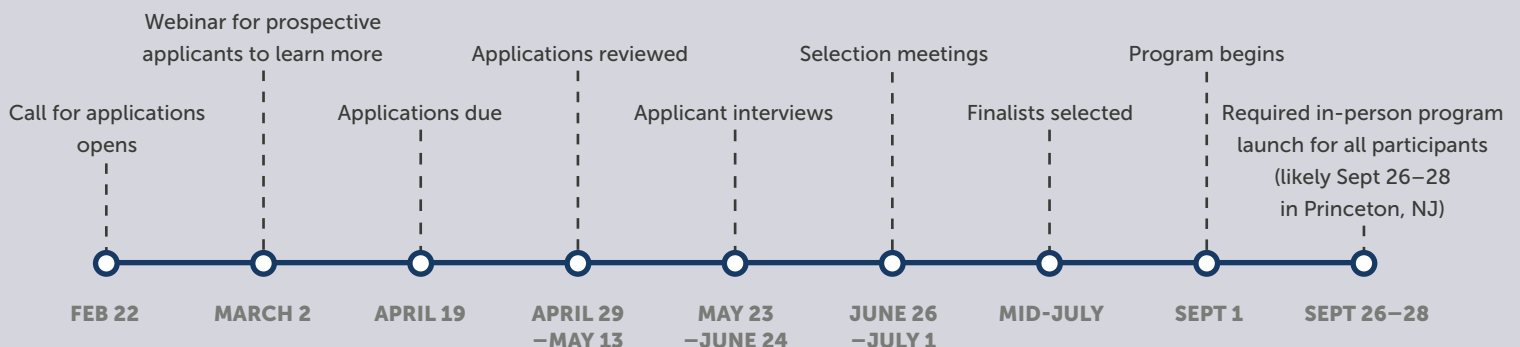 Call for applications
opens
FEB 22
Webinar for prospective
applicants to learn more
MARCH 2
Applications due
APRIL 19
Applications reviewed
APRIL 29
–MAY 13
Applicant interviews
MAY 23
–JUNE 24
Selection meetings
JUNE 26
–JULY 1
Finalists selected
MID-JULY
Program begins
SEPT 1
Required in-person program
launch for all participants
(likely Sept 26–28
in Princeton, NJ)
SEPT 26–28